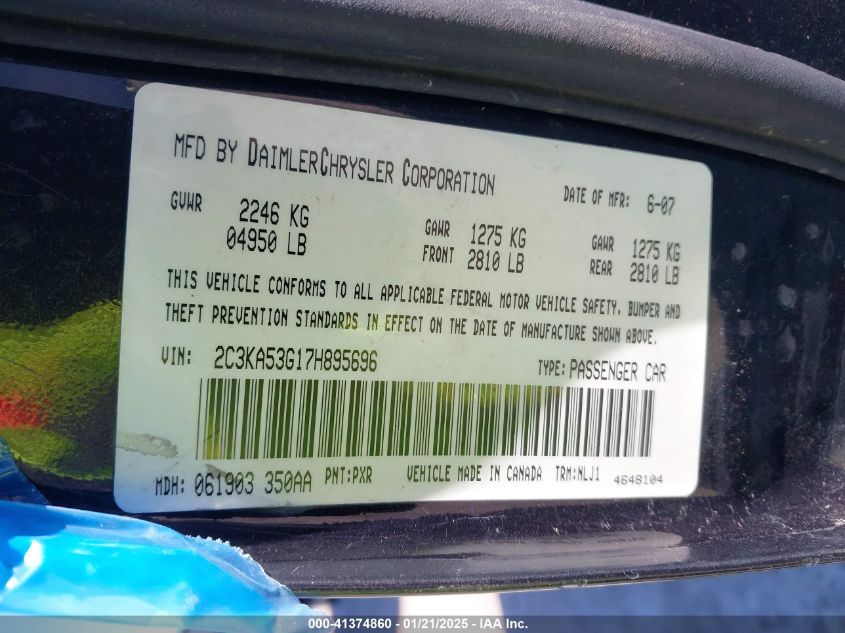 MFD BY DAIMLERCHRYSLER CORPORATION DATE OF MFR: 6-07
GVWR 2246 KG GAWR 1275 KG GAWR 1275 KG
04950 LB FRONT 2810 LB REAR 2810 LB
THIS VEHICLE CONFORMS TO ALL APPLICABLE FEDERAL MOTOR VEHICLE SAFETY, BUMPER AND
THEFT PREVENTION STANDARDS IN EFFECT ON THE DATE OF MANUFACTURE SHOWN ABOVE.
VIN: 2C3KA53G17H895696 TYPE: PASSENGER CAR
MDH: 061903 350AA PNT:PXR VEHICLE MADE IN CANADA TRM:NLJ1 4648104
000-41374860 - 01/21/2025 - IAA Inc.